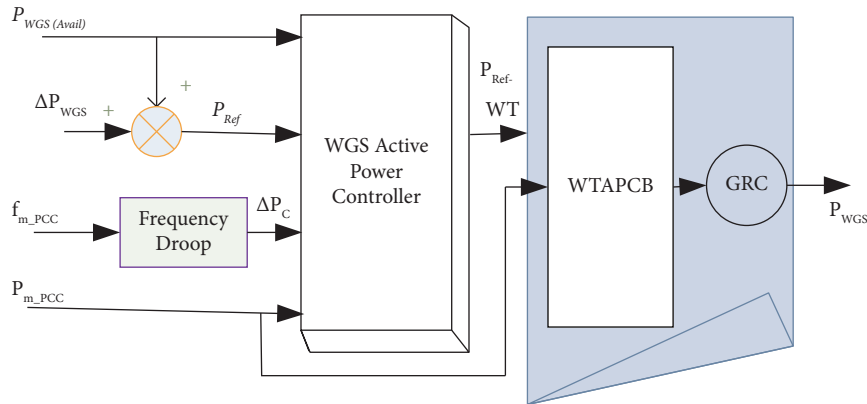 P_WGS (Avail)
+
ΔP_WGS
+
P_Ref
f_m_PCC
Frequency
Droop
ΔP_C
P_m_PCC
WGS Active
Power
Controller
P_Ref-
WT
WTAPCB
GRC
P_WGS